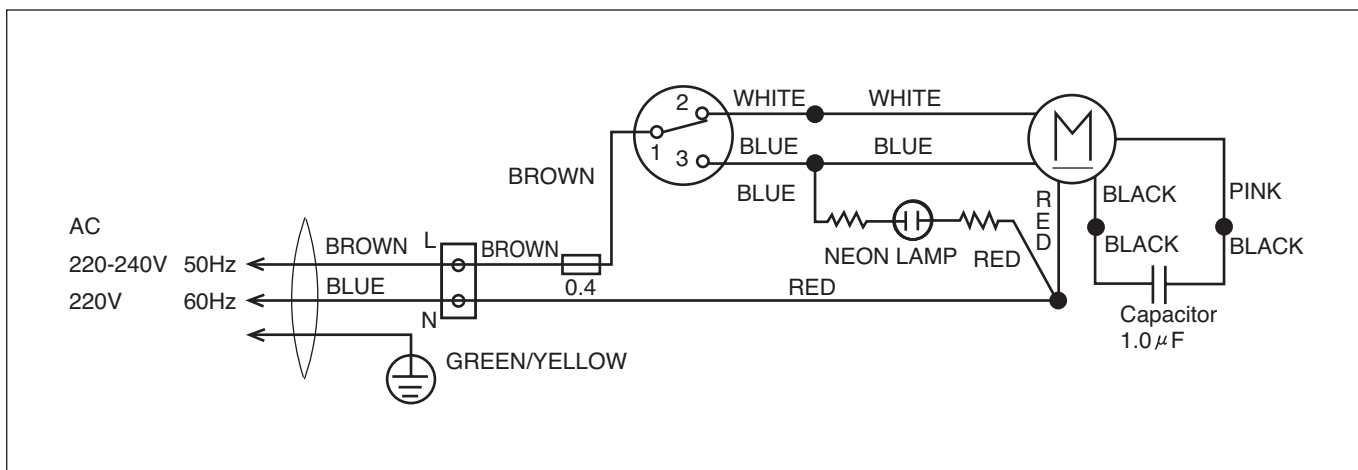 2
WHITE
WHITE
1
3
BLUE
BLUE
BROWN
BLUE
RED
M
BLACK
PINK
AC
220-240V 50Hz
BROWN
L
BROWN
NEON LAMP
RED
BLACK
BLACK
220V 60Hz
BLUE
N
0.4
RED
Capacitor
1.0μF
GREEN/YELLOW